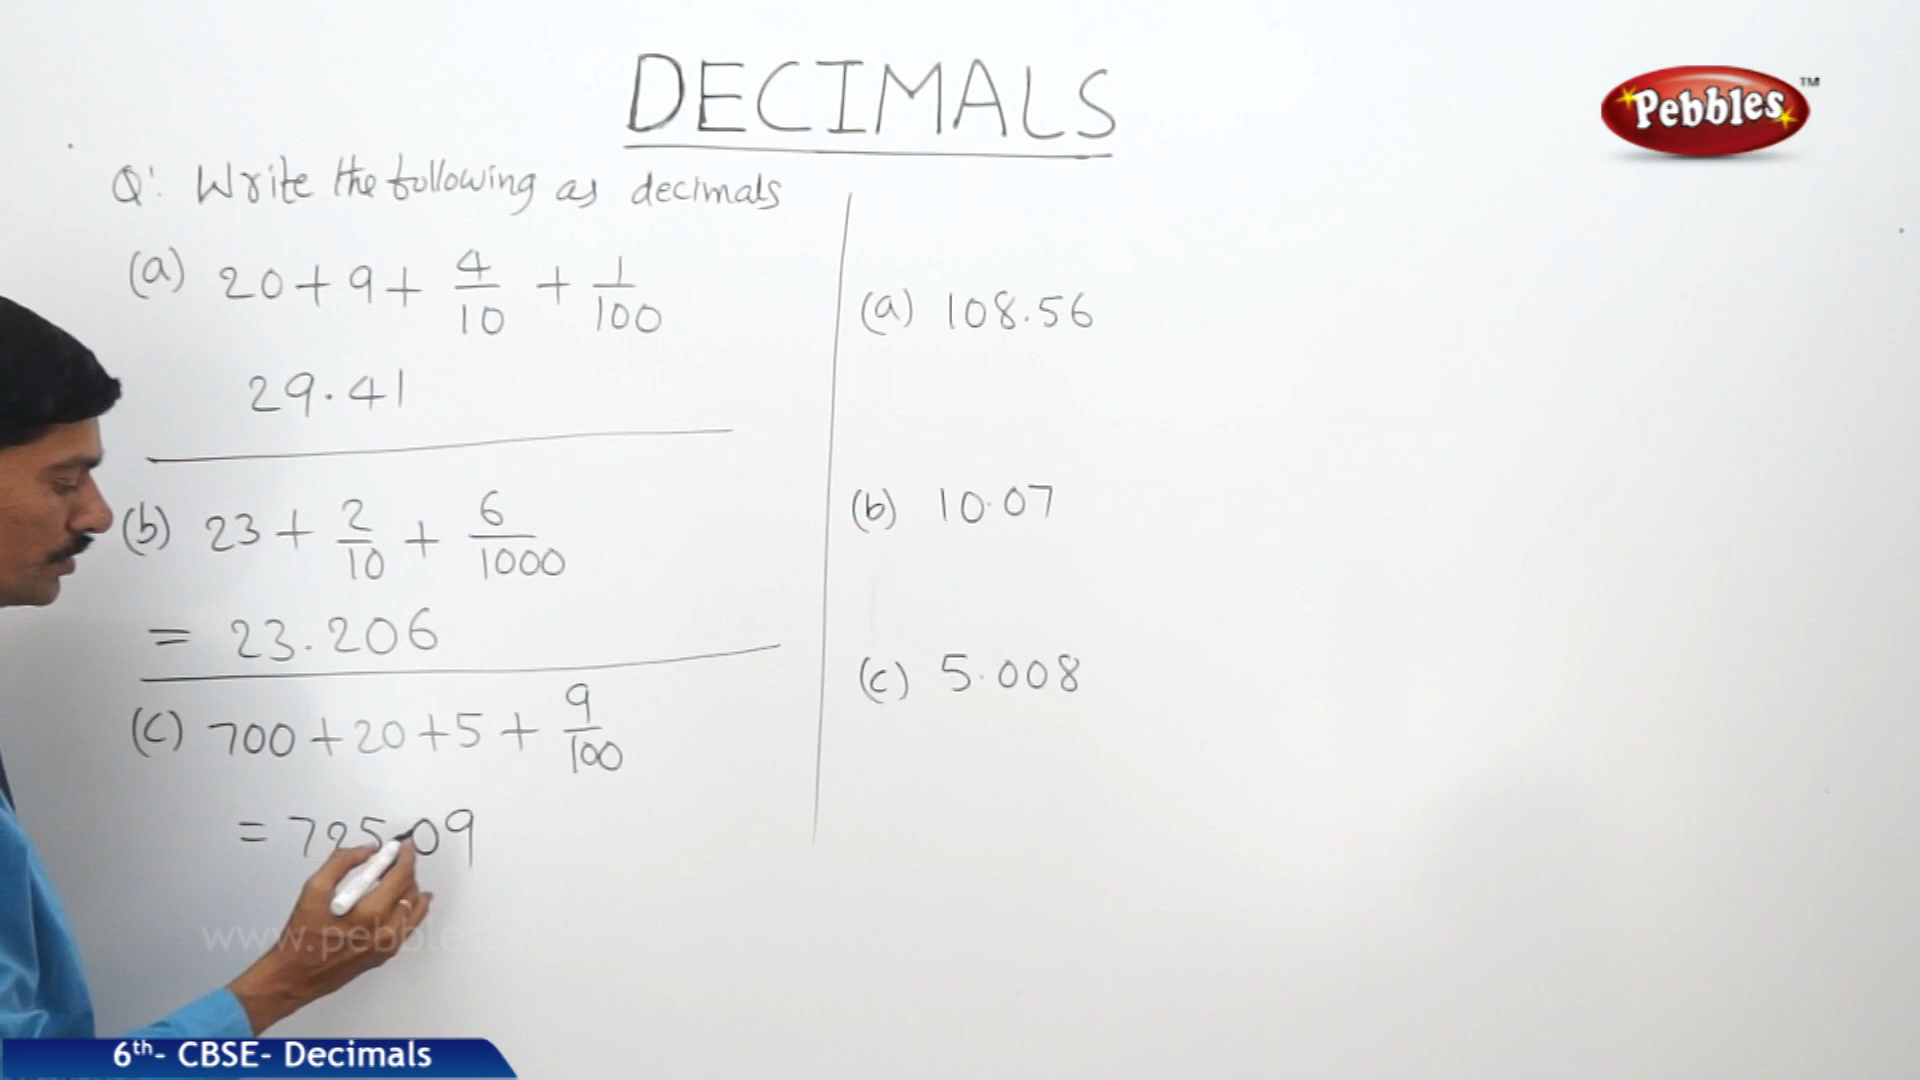 DECIMALS
Pebbles™
Q: Write the following as decimals
(a) 20 + 9 + 4/10 + 1/100
29.41
(b) 23 + 2/10 + 6/1000
= 23.206
(c) 700 + 20 + 5 + 9/100
= 725.09
(a) 108.56
(b) 10.07
(c) 5.008
www.pebbles
6th- CBSE- Decimals